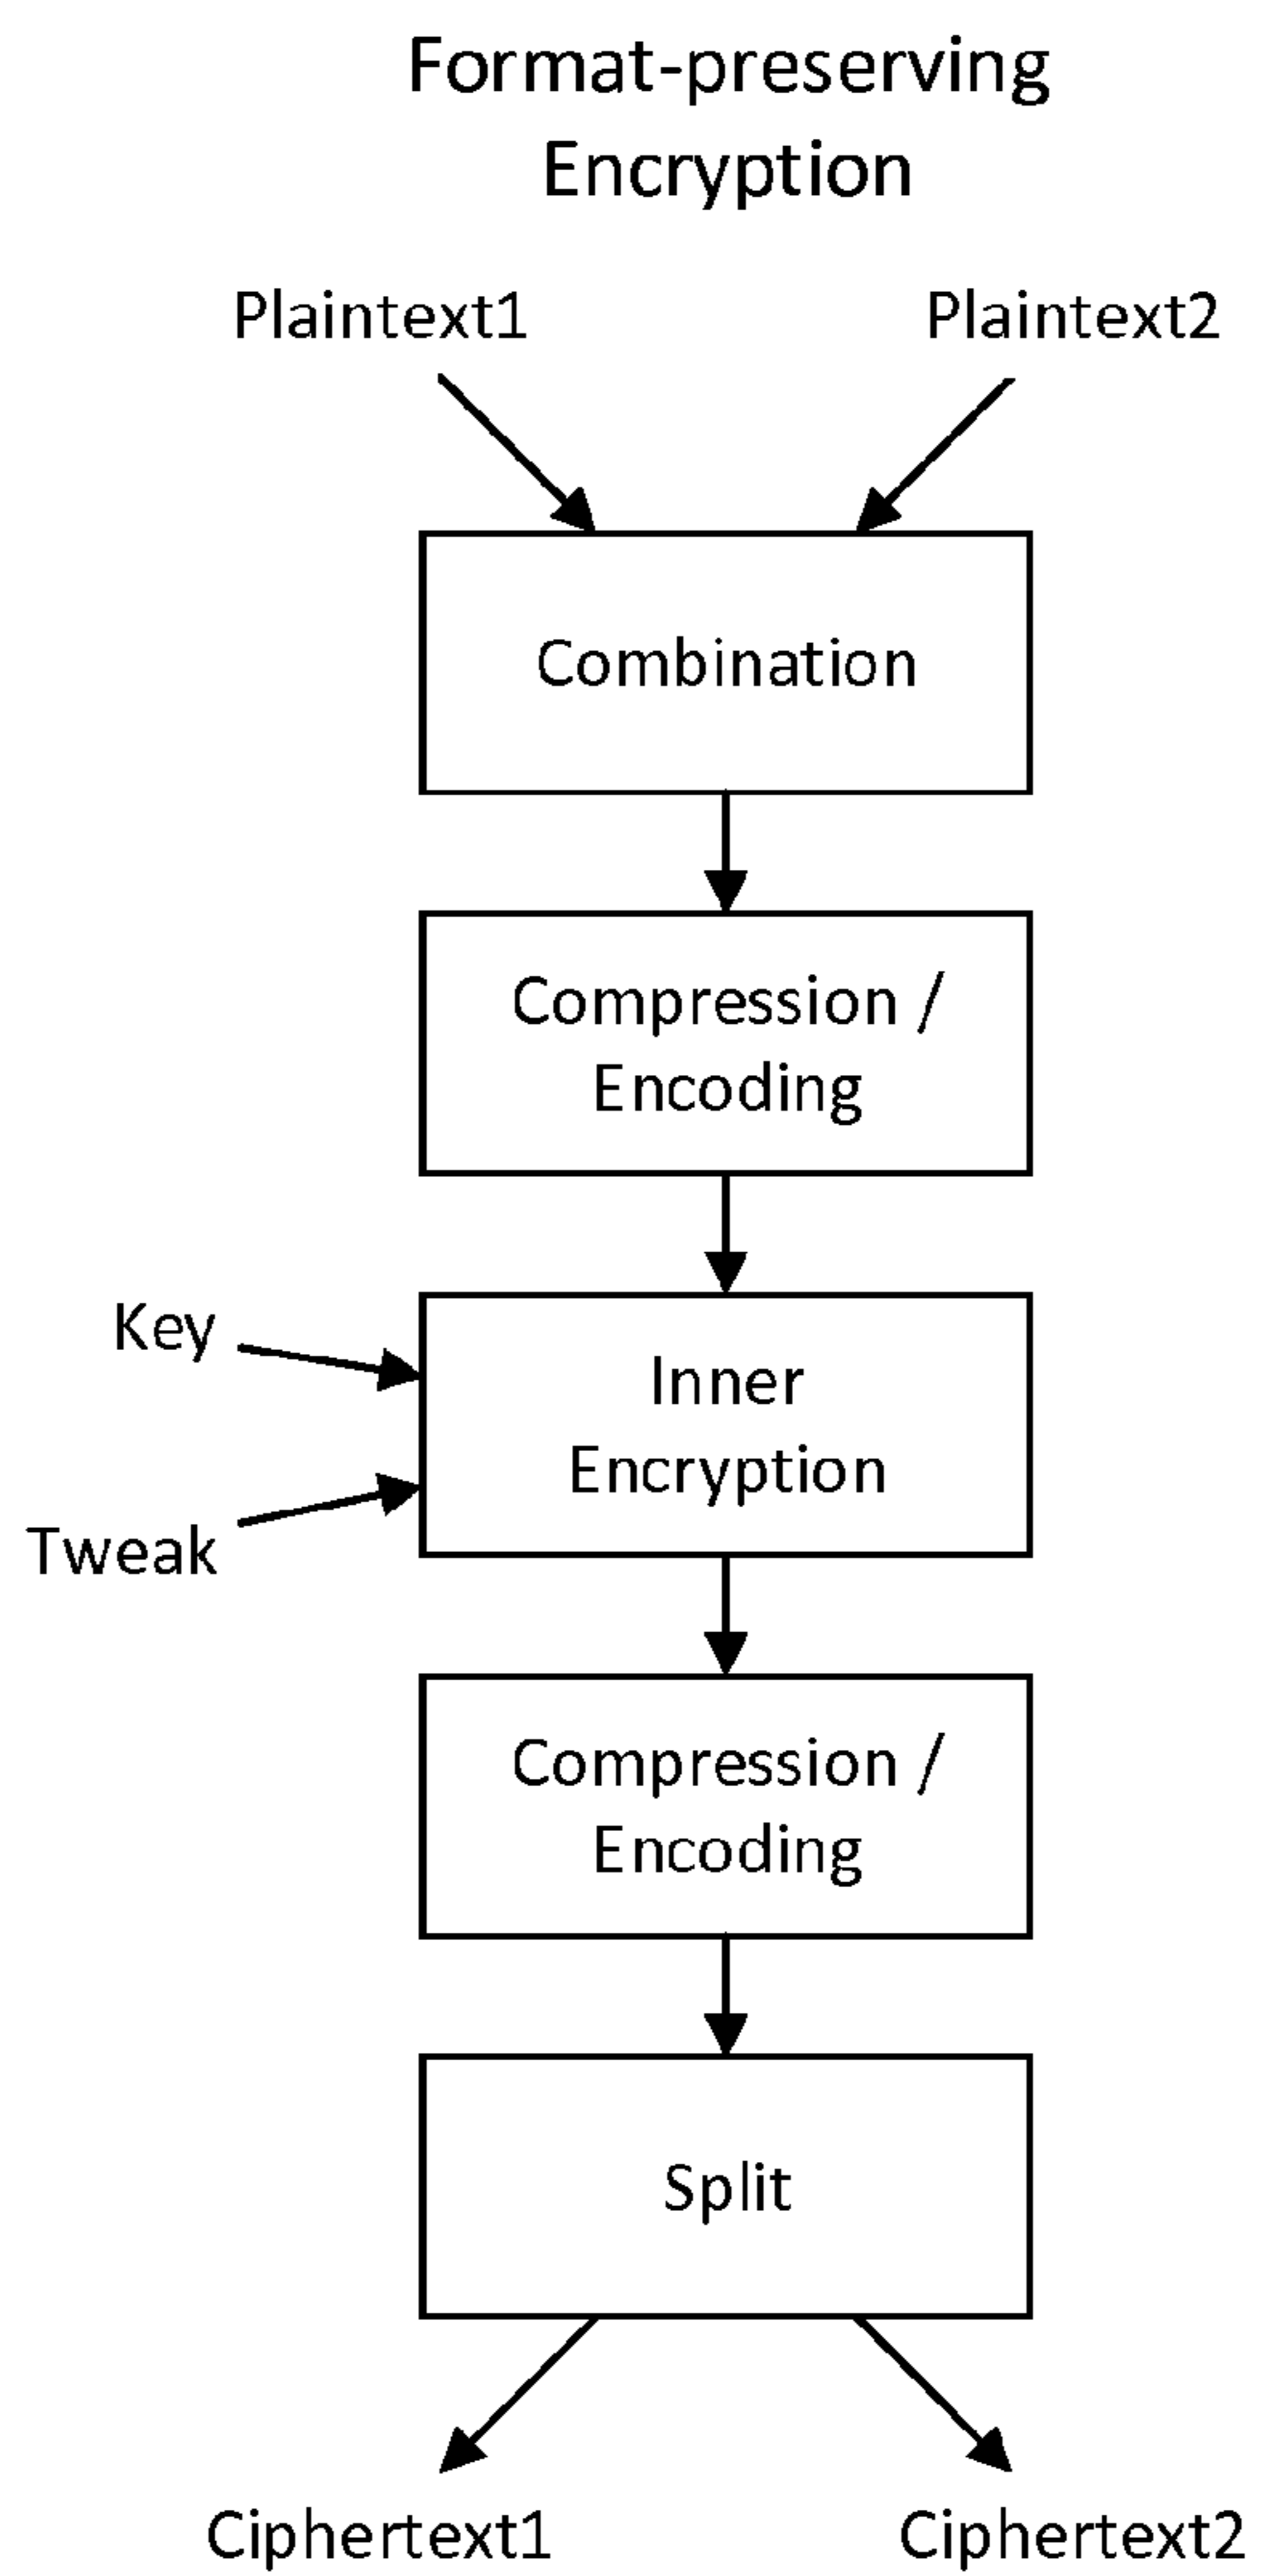 Format-preserving
Encryption
Plaintext1
Plaintext2
Combination
Compression /
Encoding
Key
Inner
Encryption
Tweak
Compression /
Encoding
Split
Ciphertext1
Ciphertext2